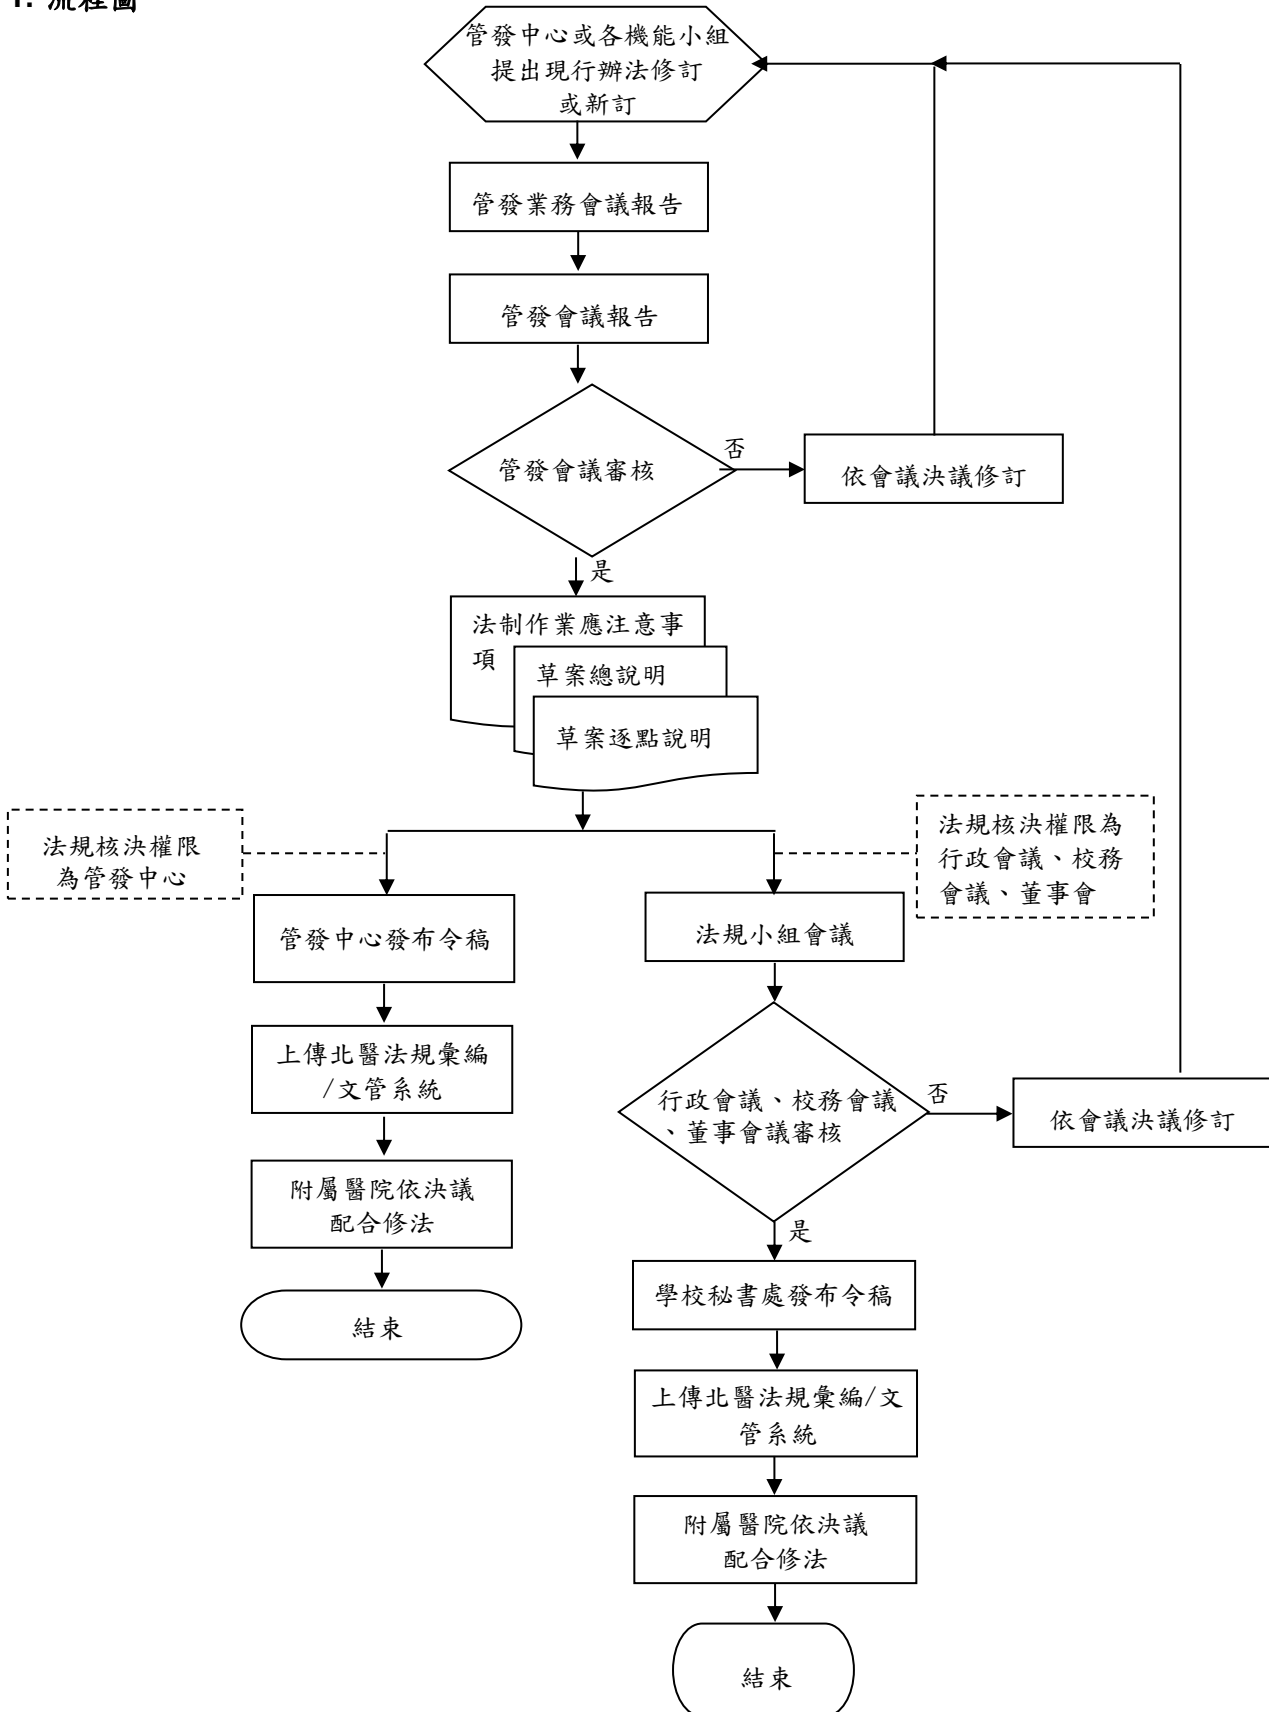 1. 流程圖
管發中心或各機能小組
提出現行辦法修訂
或新訂
管發業務會議報告
管發會議報告
管發會議審核
否
依會議決議修訂
是
法制作業應注意事
項
草案總說明
草案逐點說明
法規核決權限
為管發中心
法規核決權限為
行政會議、校務
會議、董事會
管發中心發布令稿
法規小組會議
上傳北醫法規彙編
/文管系統
行政會議、校務會議
、董事會議審核
否
依會議決議修訂
附屬醫院依決議
配合修法
是
結束
學校秘書處發布令稿
上傳北醫法規彙編/文
管系統
附屬醫院依決議
配合修法
結束